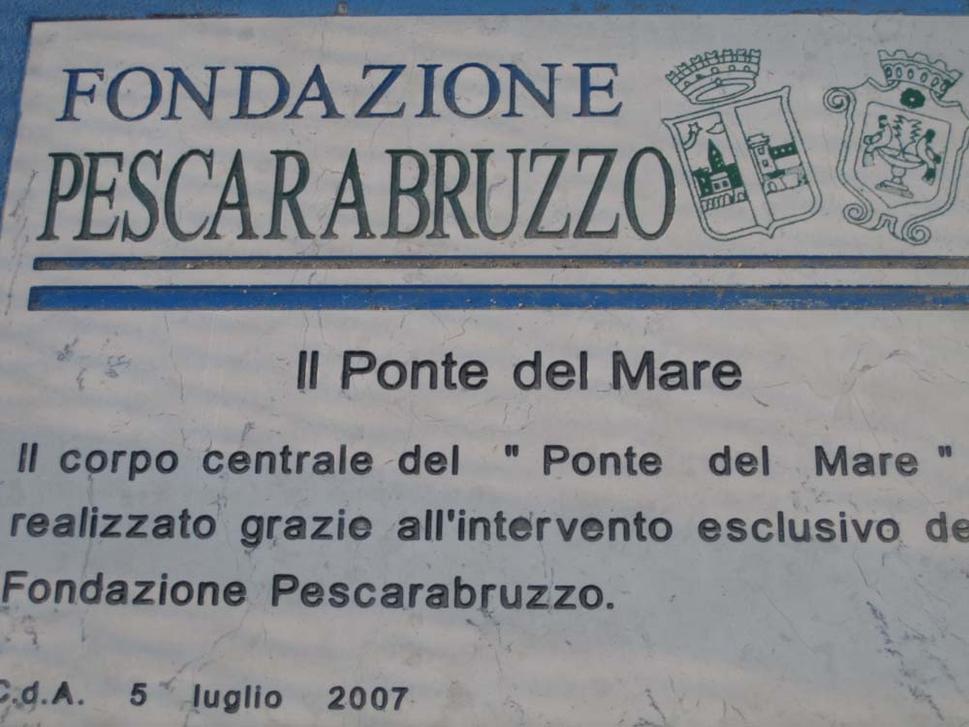 FONDAZIONE
PESCARABRUZZO
Il Ponte del Mare
Il corpo centrale del " Ponte del Mare "
realizzato grazie all'intervento esclusivo
Fondazione Pescarabruzzo.
C.d.A. 5 luglio 2007